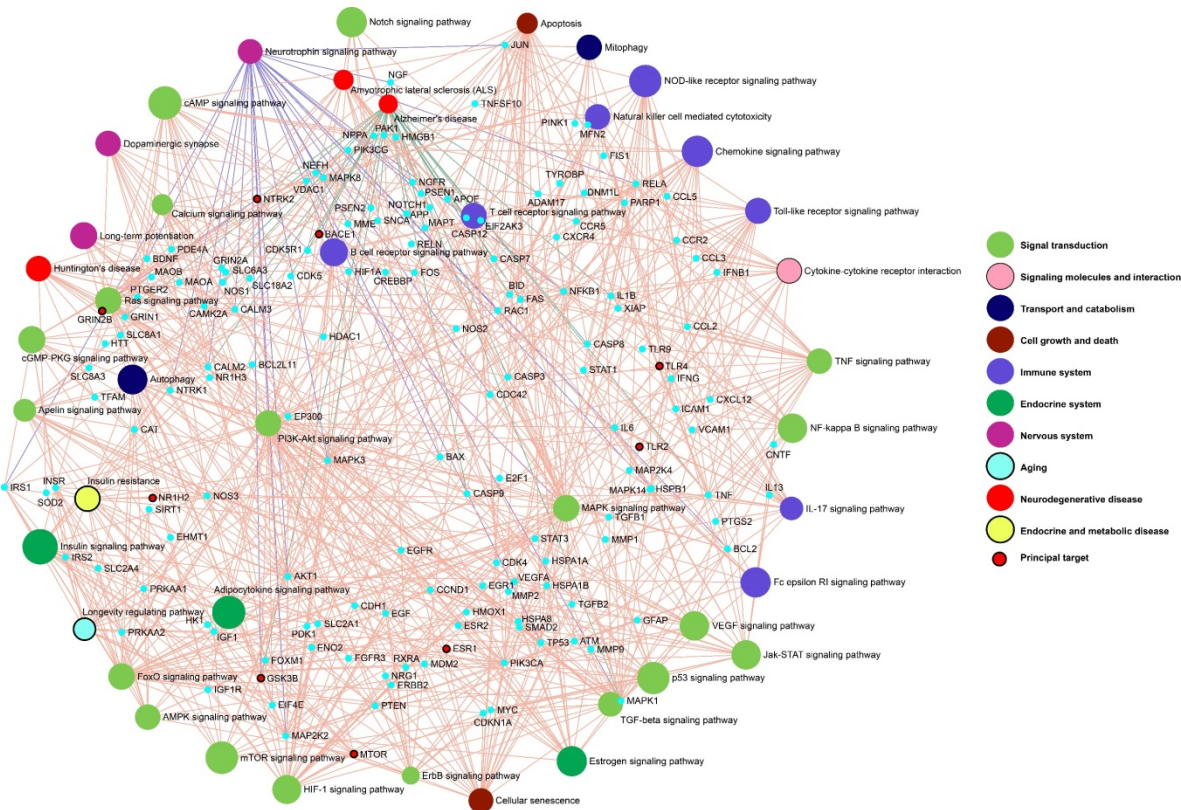 Notch signaling pathway
Apoptosis
JUN
Mitophagy
Neurotrophin signaling pathway
NGF
Amyotrophic lateral sclerosis (ALS)
NOD-like receptor signaling pathway
cAMP signaling pathway
TNFSF10
Alzheimer's disease
Natural killer cell mediated cytotoxicity
PINK1
MFN2
NPPA
PAK1
HMGB1
PIK3CG
Dopaminergic synapse
FIS1
Chemokine signaling pathway
NEFH
MAPK8
VDAC1
TYROBP
NGFR
PSEN1
RELA
CCL5
DNM1L
PARP1
ADAM17
NTRK2
APOE
NOTCH1
PSEN2
SNCA
APP
MAPT
MME
Calcium signaling pathway
T cell receptor signaling pathway
EIF2AK3
CASP12
CCR5
CXCR4
Toll-like receptor signaling pathway
Long-term potentiation
BACE1
CCR2
RELN
PDE4A
CDK5R1
B cell receptor signaling pathway
CASP7
CCL3
IFNB1
BDNF
GRIN2A
Huntington's disease
MAOB
SLC6A3
MAOA
NOS1
SLC18A2
CDK5
HIF1A
CREBBP
FOS
Cytokine-cytokine receptor interaction
PTGER2
Ras signaling pathway
BID
FAS
RAC1
NFKB1
IL1B
XIAP
GRIN2B
GRIN1
CAMK2A
CALM3
SLC8A1
HTT
HDAC1
NOS2
CCL2
cGMP-PKG signaling pathway
CASP8
TLR9
TNF signaling pathway
SLC8A3
Autophagy
CALM2
NR1H3
BCL2L11
CASP3
STAT1
TLR4
IFNG
TFAM
NTRK1
CDC42
CXCL12
Apelin signaling pathway
EP300
ICAM1
CAT
PI3K-Akt signaling pathway
IL6
VCAM1
NF-kappa B signaling pathway
TLR2
CNTF
MAPK3
BAX
MAP2K4
IRS1
INSR
SOD2
Insulin resistance
NR1H2
SIRT1
NOS3
E2F1
CASP9
MAPK14
HSPB1
TNF
IL13
MAPK signaling pathway
TGFB1
IL-17 signaling pathway
PTGS2
EHMT1
STAT3
MMP1
Insulin signaling pathway
IRS2
SLC2A4
EGFR
CDK4
HSPA1A
BCL2
PRKAA1
AKT1
Adipocytokine signaling pathway
CCND1
EGR1
VEGFA
HSPA1B
MMP2
Fc epsilon RI signaling pathway
Longevity regulating pathway
CDH1
EGF
HMOX1
TGFB2
HK1
IGF1
PRKAA2
PDK1
SLC2A1
ESR2
HSPA8
SMAD2
GFAP
VEGF signaling pathway
ENO2
ESR1
TP53
ATM
MMP9
FOXM1
FGFR3
RXRA
MDM2
PIK3CA
Jak-STAT signaling pathway
FoxO signaling pathway
GSK3B
NRG1
ERBB2
p53 signaling pathway
IGF1R
EIF4E
PTEN
MYC
CDKN1A
MAPK1
TGF-beta signaling pathway
AMPK signaling pathway
MAP2K2
mTOR signaling pathway
MTOR
Estrogen signaling pathway
ErbB signaling pathway
HIF-1 signaling pathway
Cellular senescence
Signal transduction
Signaling molecules and interaction
Transport and catabolism
Cell growth and death
Immune system
Endocrine system
Nervous system
Aging
Neurodegenerative disease
Endocrine and metabolic disease
Principal target